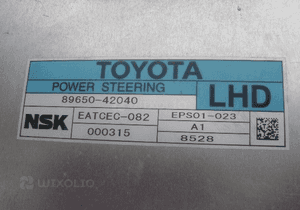 TOYOTA
POWER STEERING
89650-42040
LHD
NSK
EATCEC-082
EPS01-023
000315
A1
8528
wixolio